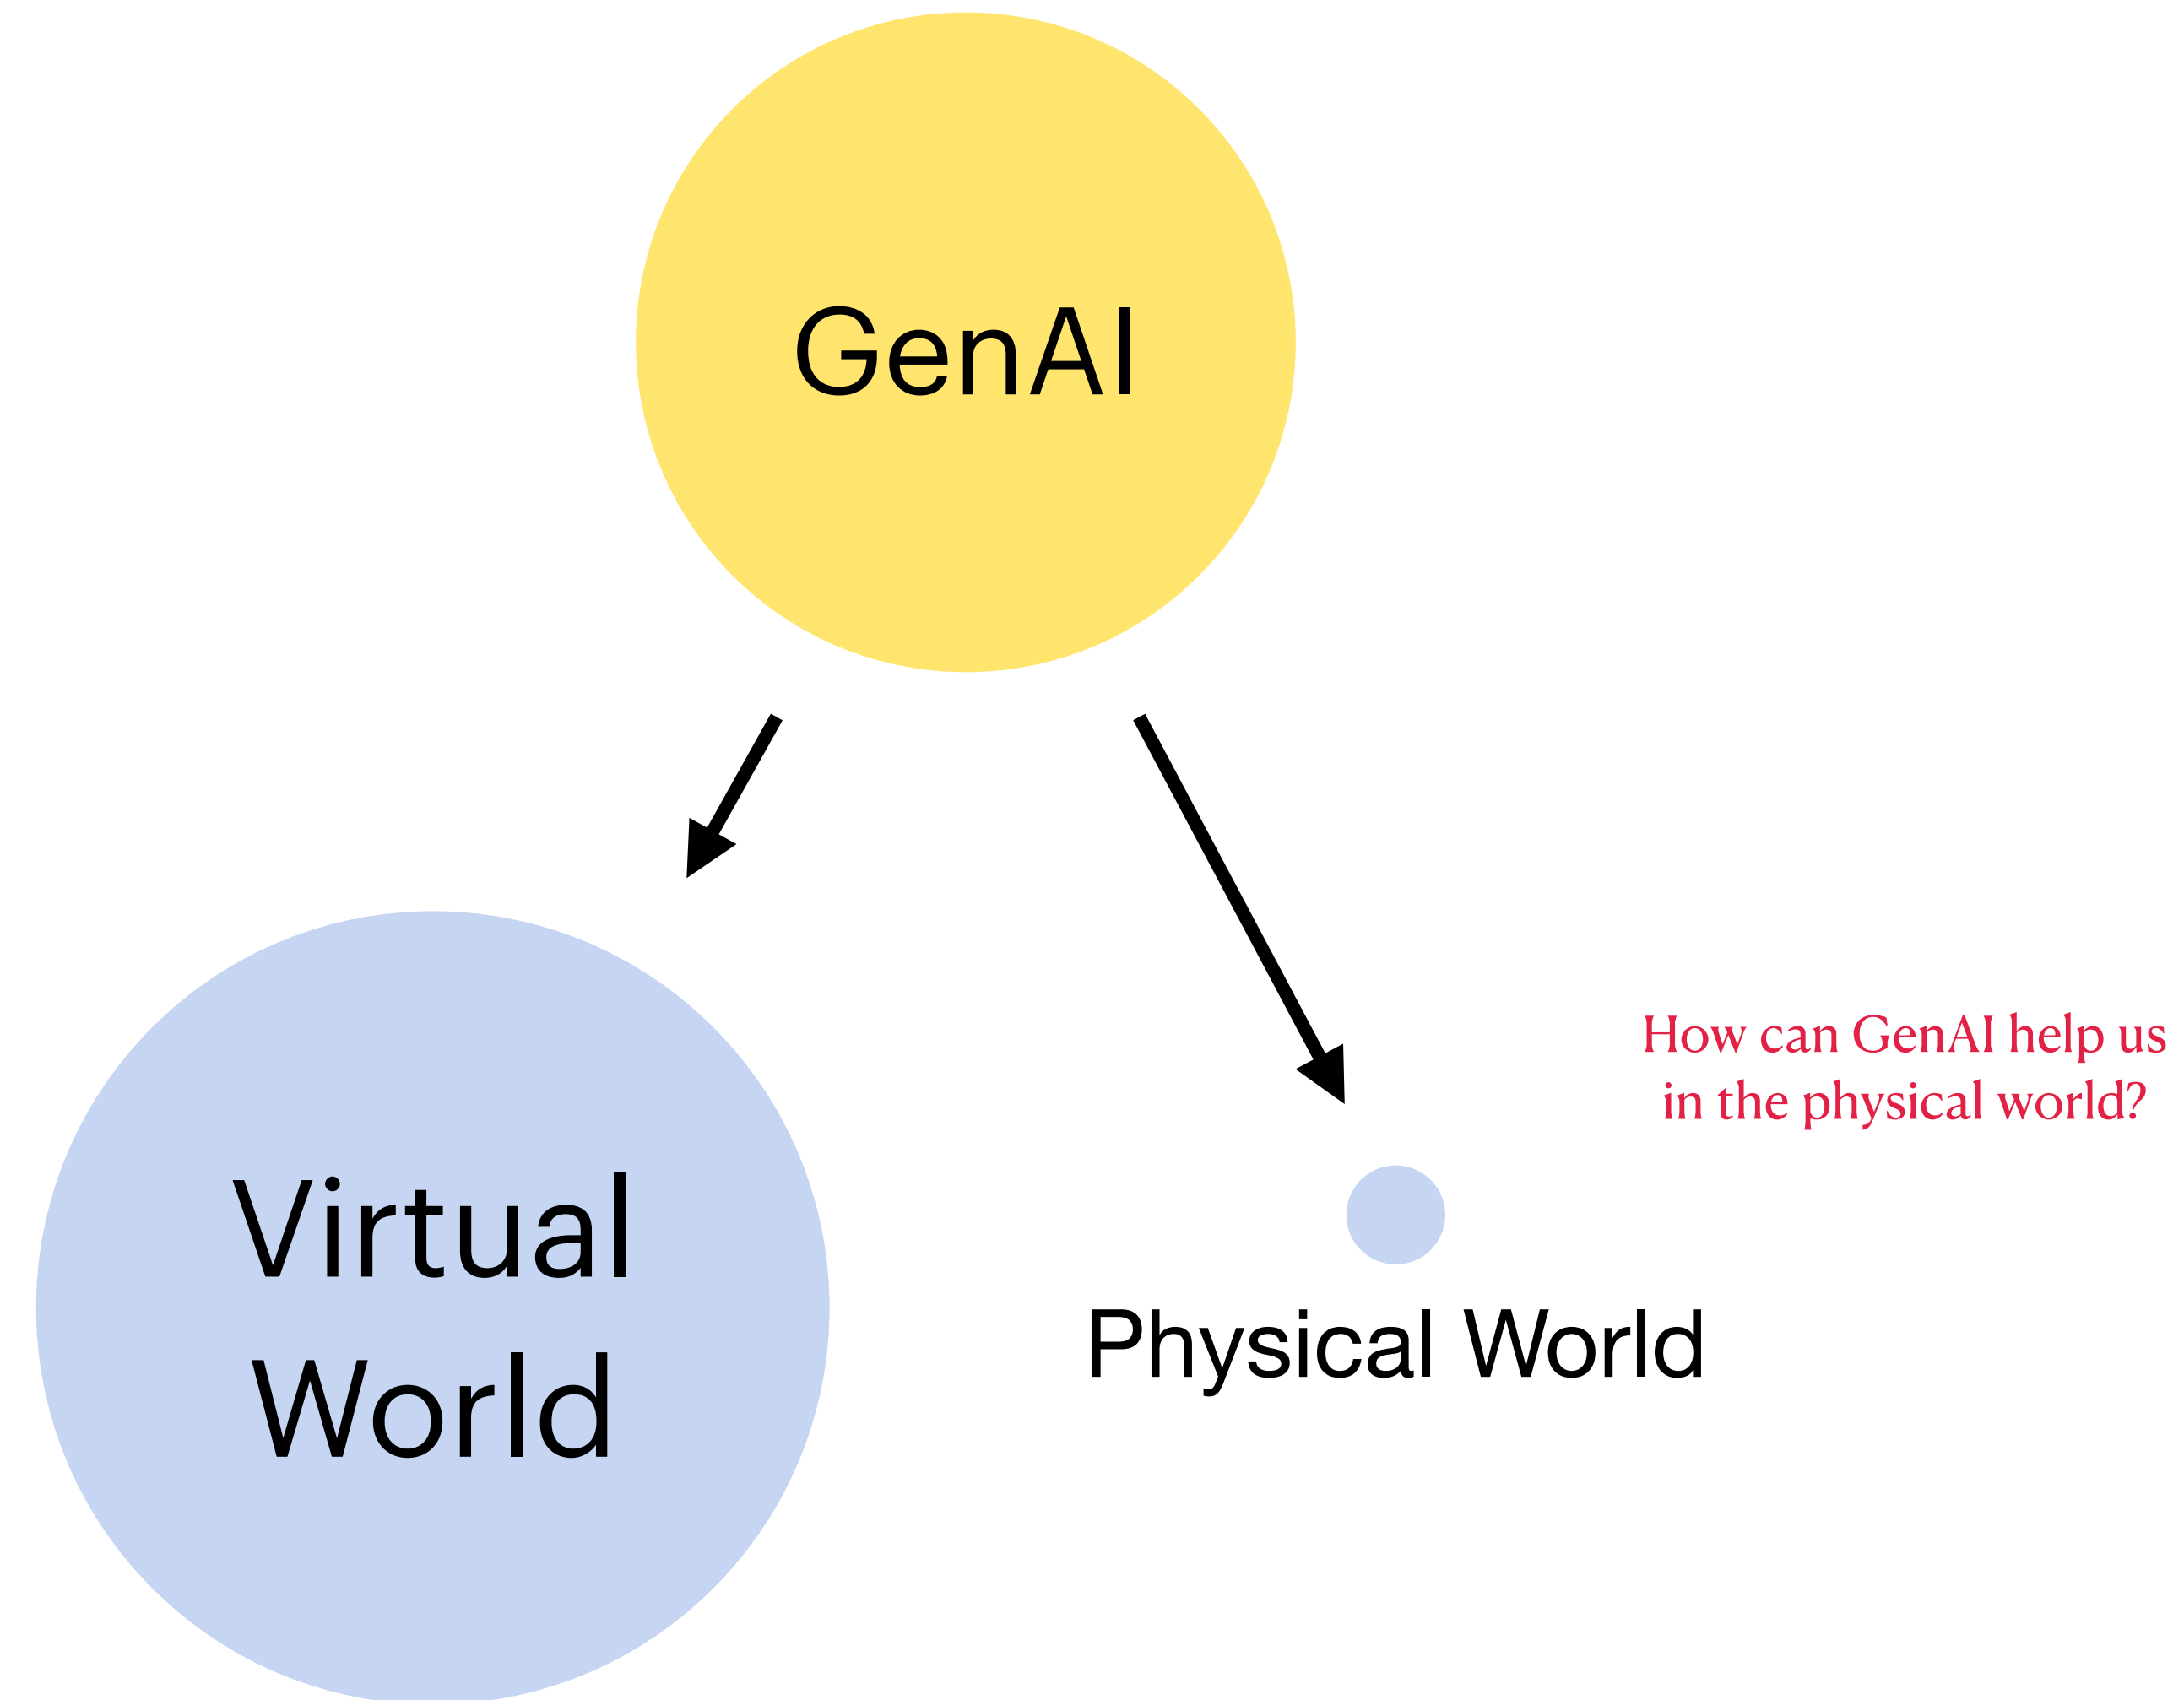 GenAI
How can GenAI help us
in the physical world?
Virtual
World
Physical World